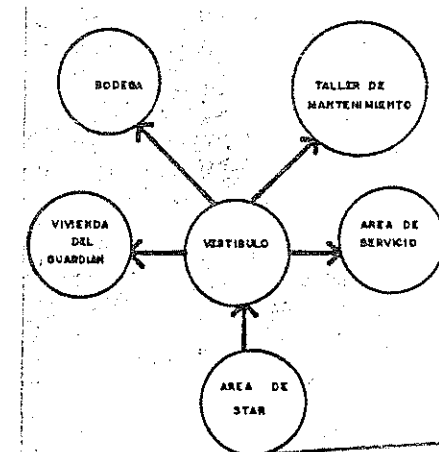 BODEGA
TALLER DE
MANTENIMIENTO
VIVIENDA
DEL
GUARDIAN
VESTIBULO
AREA DE
SERVICIO
AREA DE
STAR